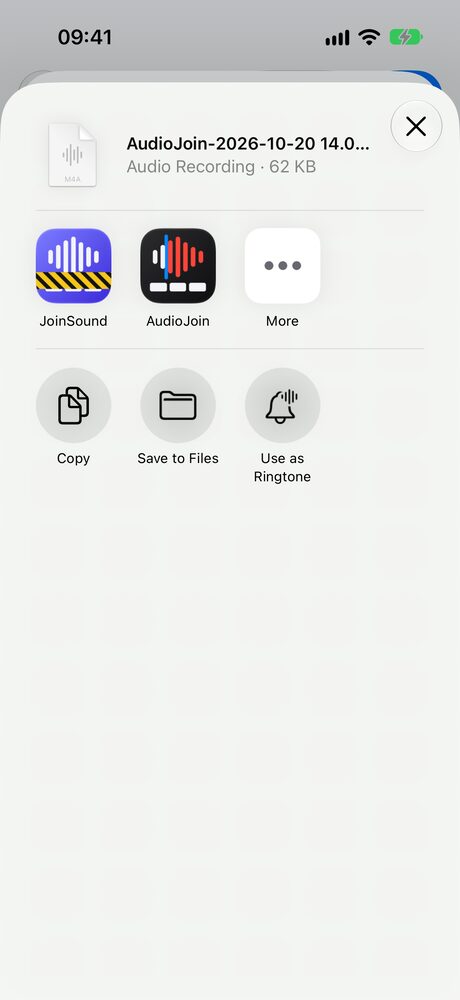 09:41
AudioJoin-2026-10-20 14.0...
Audio Recording · 62 KB
M4A
JoinSound
AudioJoin
More
Copy
Save to Files
Use as
Ringtone